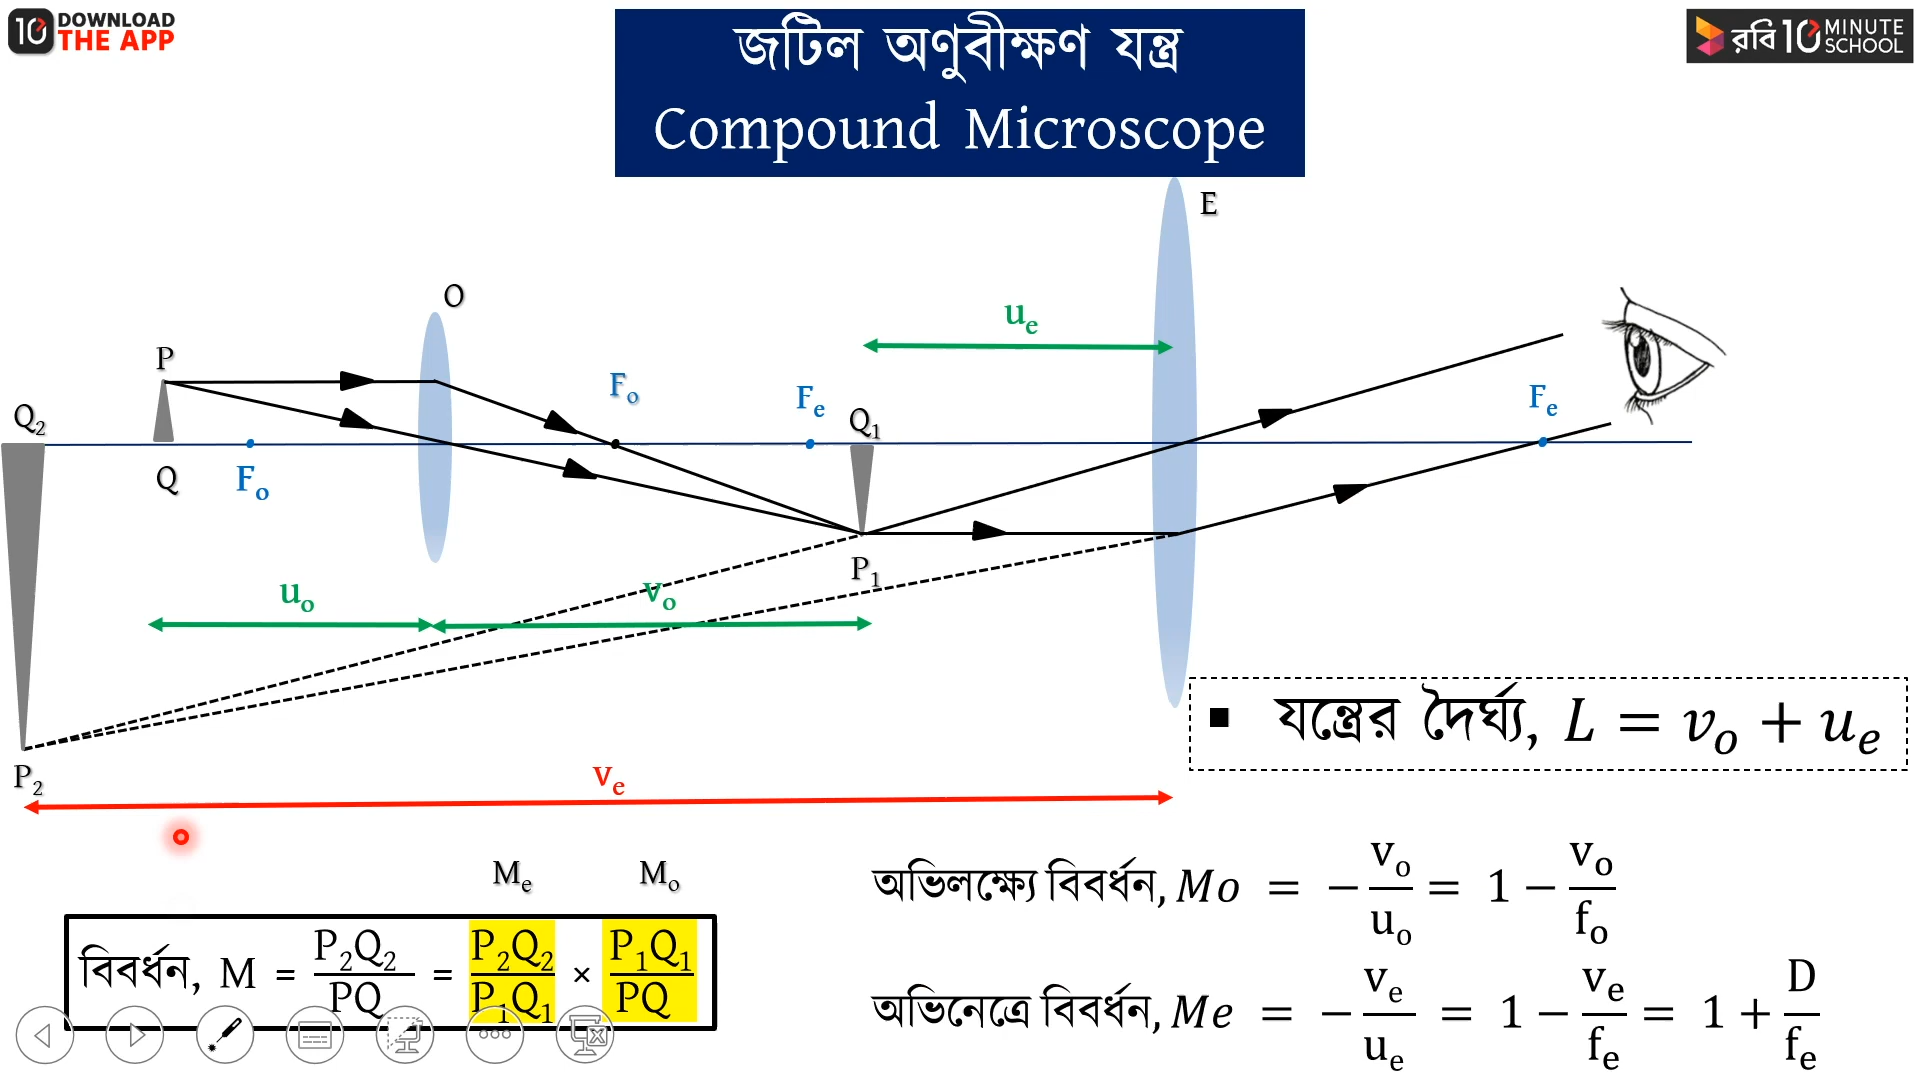 10 DOWNLOAD
THE APP
জটিল অণুবীক্ষণ যন্ত্র
Compound Microscope
রবি 10 MINUTE
SCHOOL
E
O
uₑ
P
Fₒ
Fₑ
Fₑ
Q₂
Q₁
Q
Fₒ
P₁
uₒ
vₒ
▪ যন্ত্রের দৈর্ঘ্য, L = vₒ + uₑ
P₂
vₑ
Mₑ Mₒ
অভিলক্ষ্যে বিবর্ধন, Mo = −vₒ/uₒ = 1 − vₒ/fₒ
বিবর্ধন, M = P₂Q₂/PQ = P₂Q₂/P₁Q₁ × P₁Q₁/PQ
অভিনেত্রে বিবর্ধন, Me = −vₑ/uₑ = 1 − vₑ/fₑ = 1 + D/fₑ